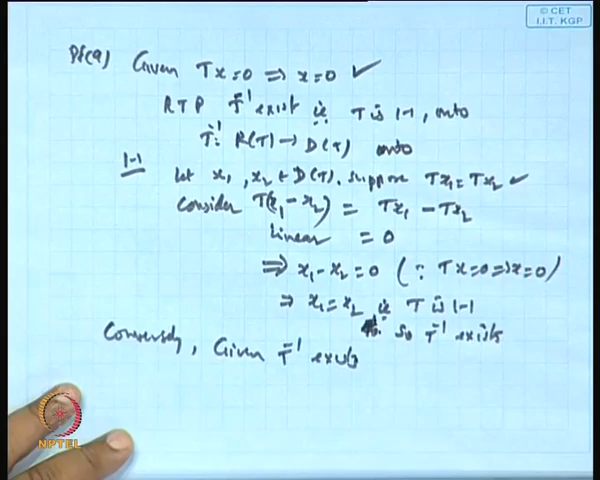 © CET
I.I.T. KGP
Pf(a) Given Tx=0 ⇒ x=0 ✓
RTP T⁻¹ exist i.e. T is 1-1, onto
T⁻¹: R(T) → D(T) onto
1-1
Let x₁, x₂ ∈ D(T). Suppose Tx₁ = Tx₂ ✓
Consider T(x₁ - x₂) = Tx₁ - Tx₂
linear = 0
⇒ x₁ - x₂ = 0 (∵ Tx=0 ⇒ x=0)
⇒ x₁ = x₂ i.e. T is 1-1
So T⁻¹ exists
Conversely, Given T⁻¹ exists
NPTEL